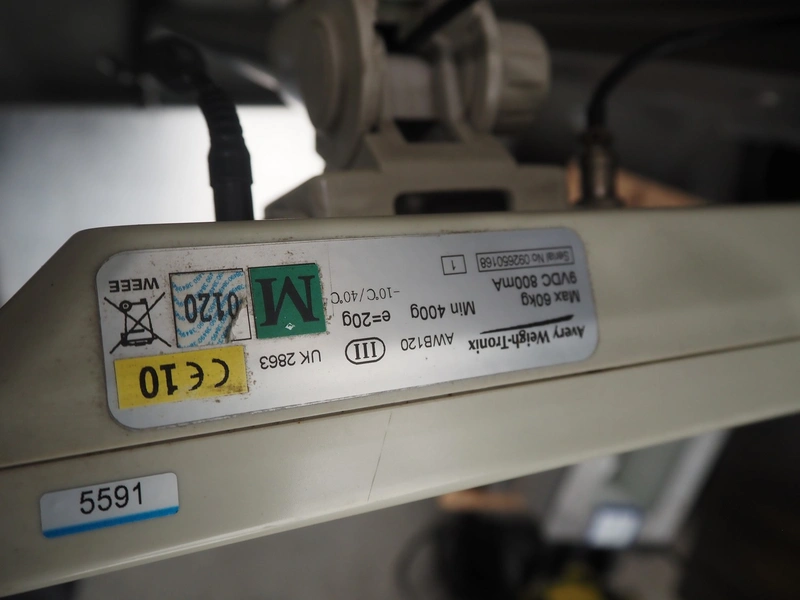 Avery Weigh-Tronix
AWB120
III
UK 2863
CE 10
Max 60kg
Min 400g
e=20g
9VDC 800mA
-10°C/40°C
M
0120
Serial No 092650168
1
WEEE
5591